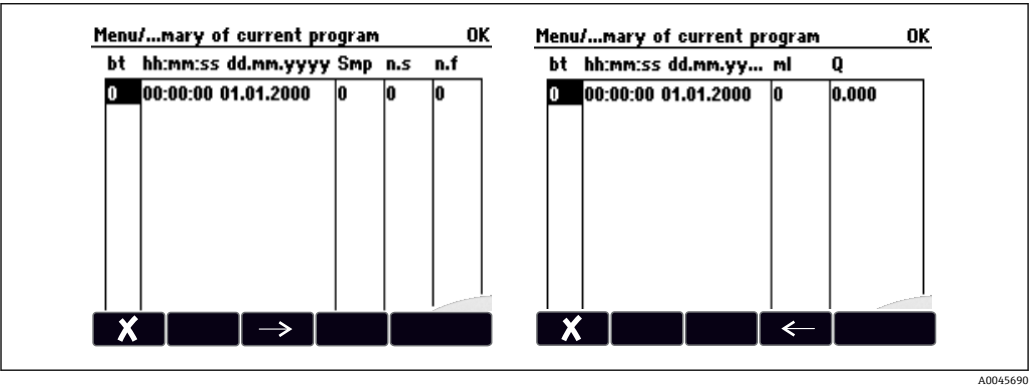 Menu/...mary of current program OK
bt hh:mm:ss dd.mm.yyyy Smp n.s n.f
0 00:00:00 01.01.2000 0 0 0
X →
Menu/...mary of current program OK
bt hh:mm:ss dd.mm.yy... ml Q
0 00:00:00 01.01.2000 0 0.000
X ←
A0045690